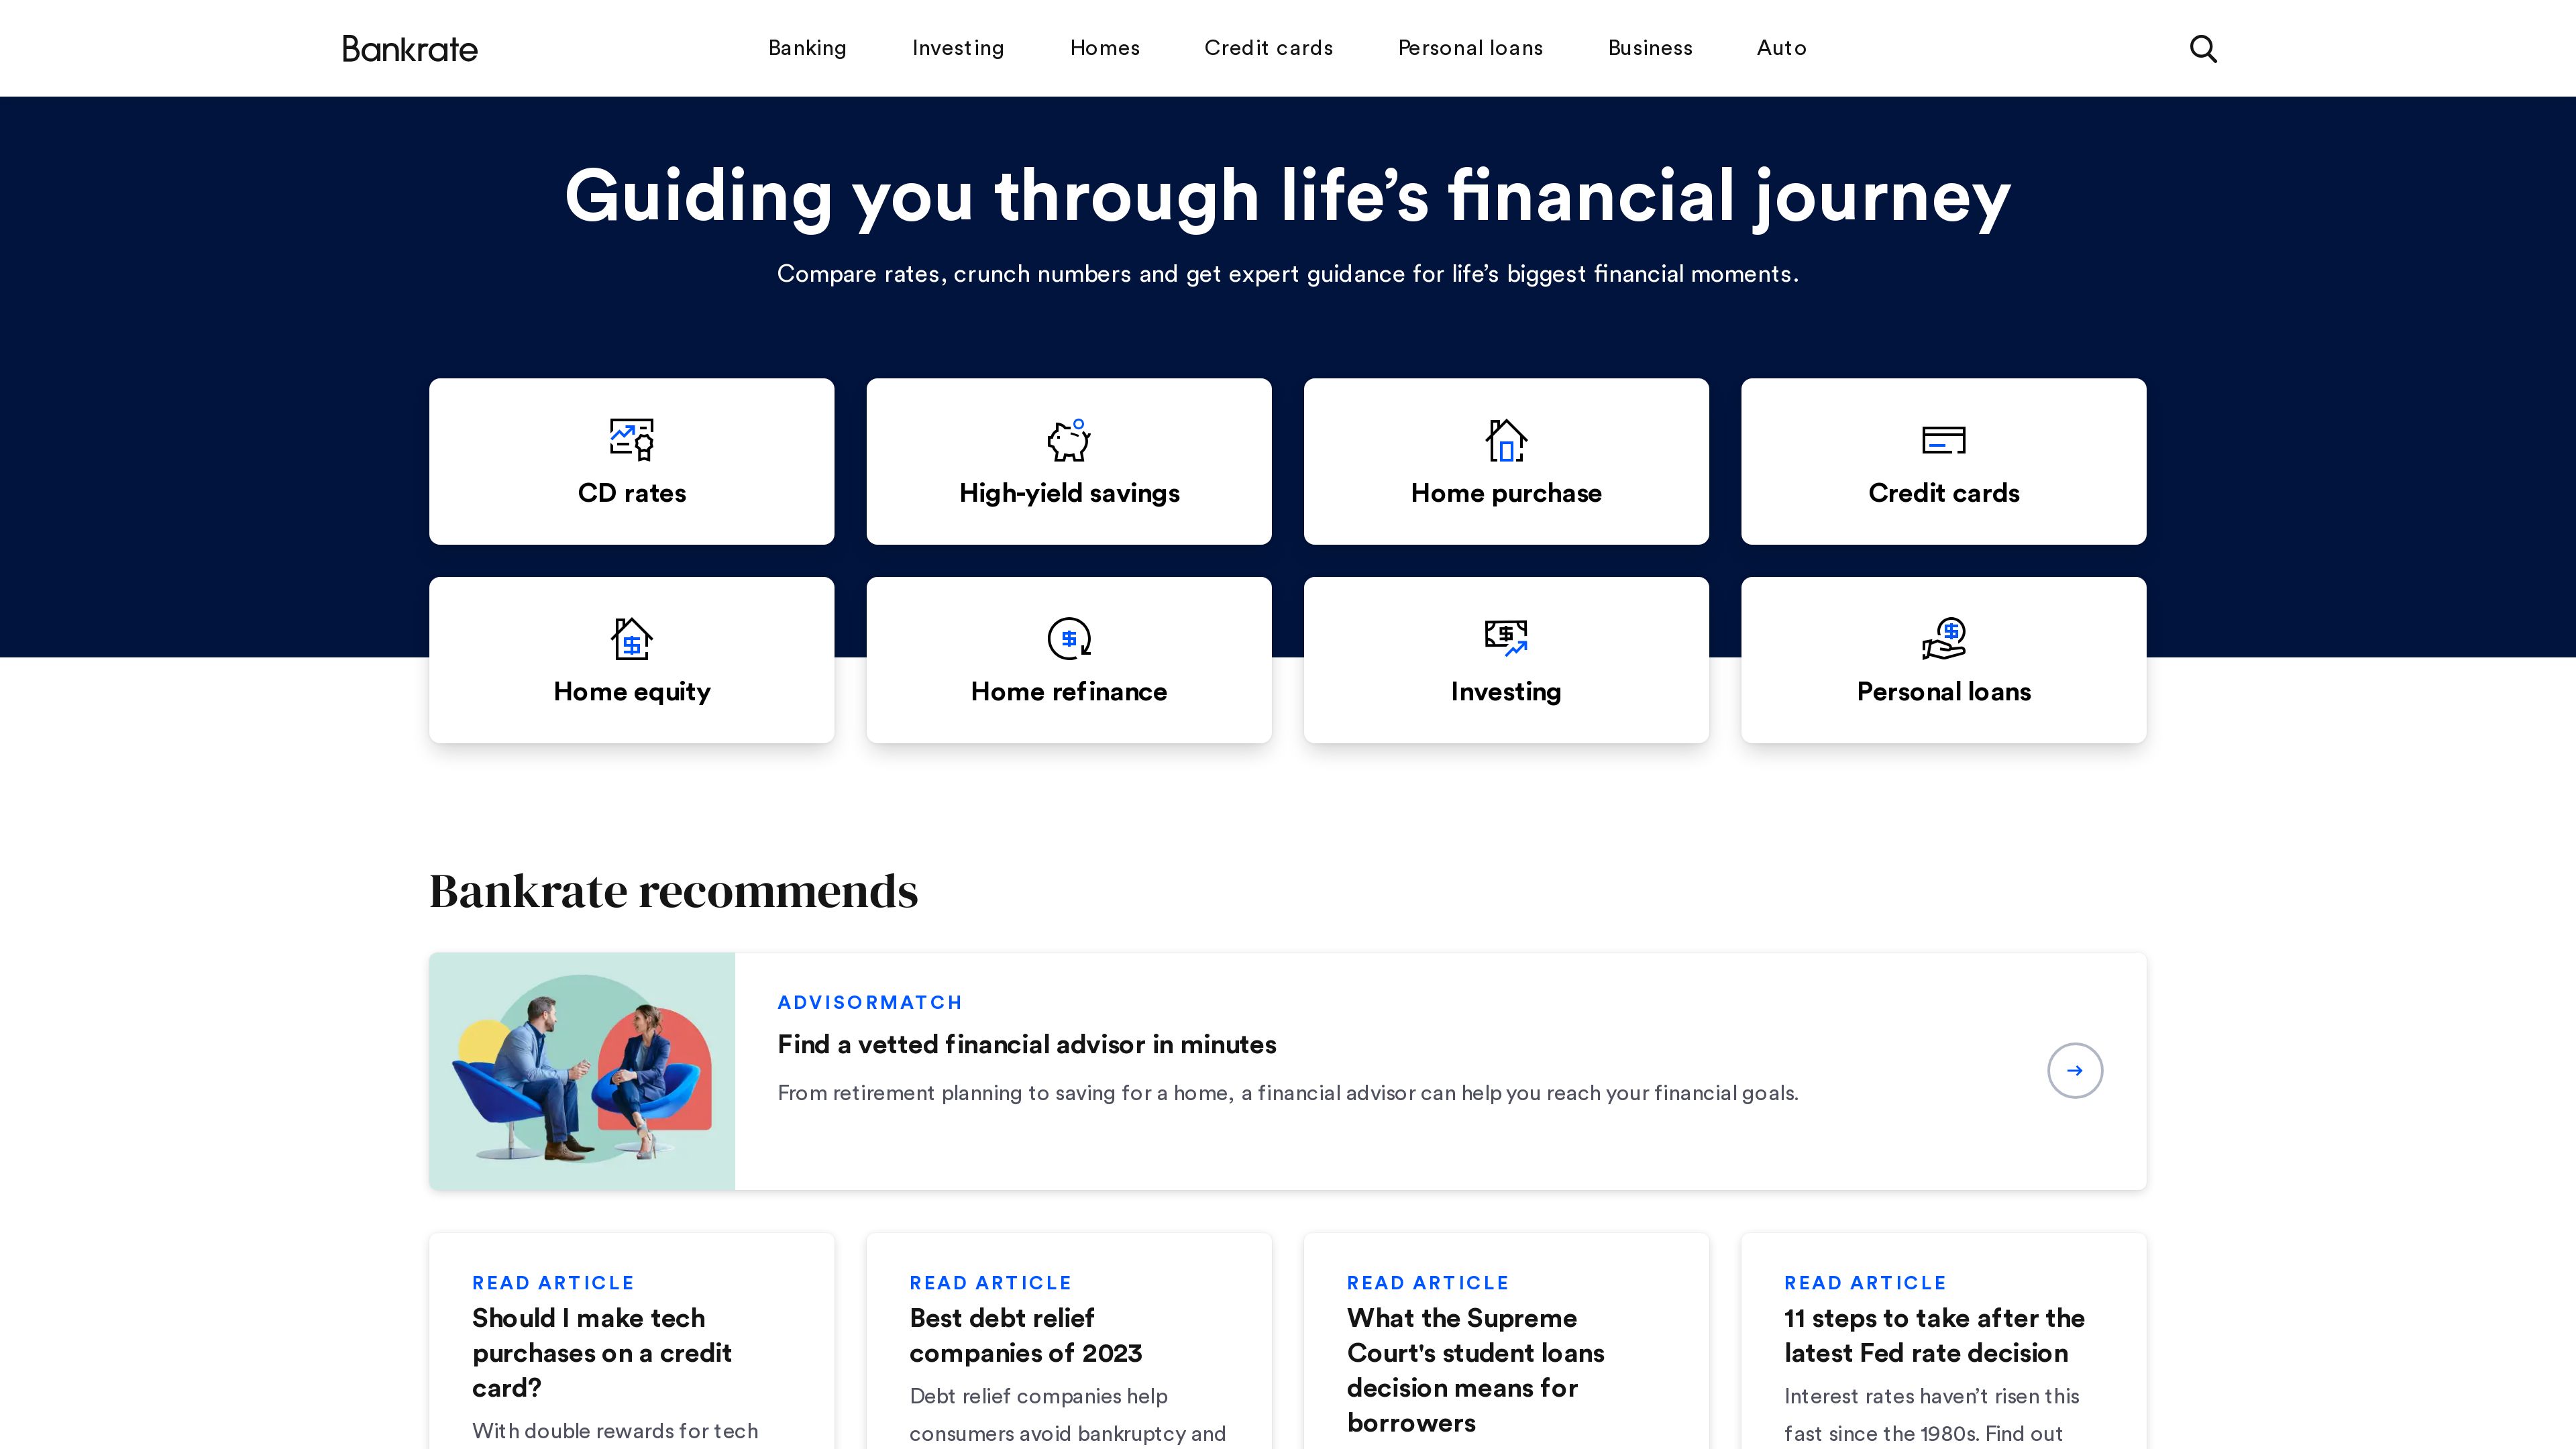 Bankrate
Banking
Investing
Homes
Credit cards
Personal loans
Business
Auto
Guiding you through life’s financial journey
Compare rates, crunch numbers and get expert guidance for life’s biggest financial moments.
CD rates
High-yield savings
Home purchase
Credit cards
Home equity
Home refinance
Investing
Personal loans
Bankrate recommends
ADVISORMATCH
Find a vetted financial advisor in minutes
From retirement planning to saving for a home, a financial advisor can help you reach your financial goals.
READ ARTICLE
Should I make tech
purchases on a credit
card?
With double rewards for tech
READ ARTICLE
Best debt relief
companies of 2023
Debt relief companies help
consumers avoid bankruptcy and
READ ARTICLE
What the Supreme
Court's student loans
decision means for
borrowers
READ ARTICLE
11 steps to take after the
latest Fed rate decision
Interest rates haven’t risen this
fast since the 1980s. Find out